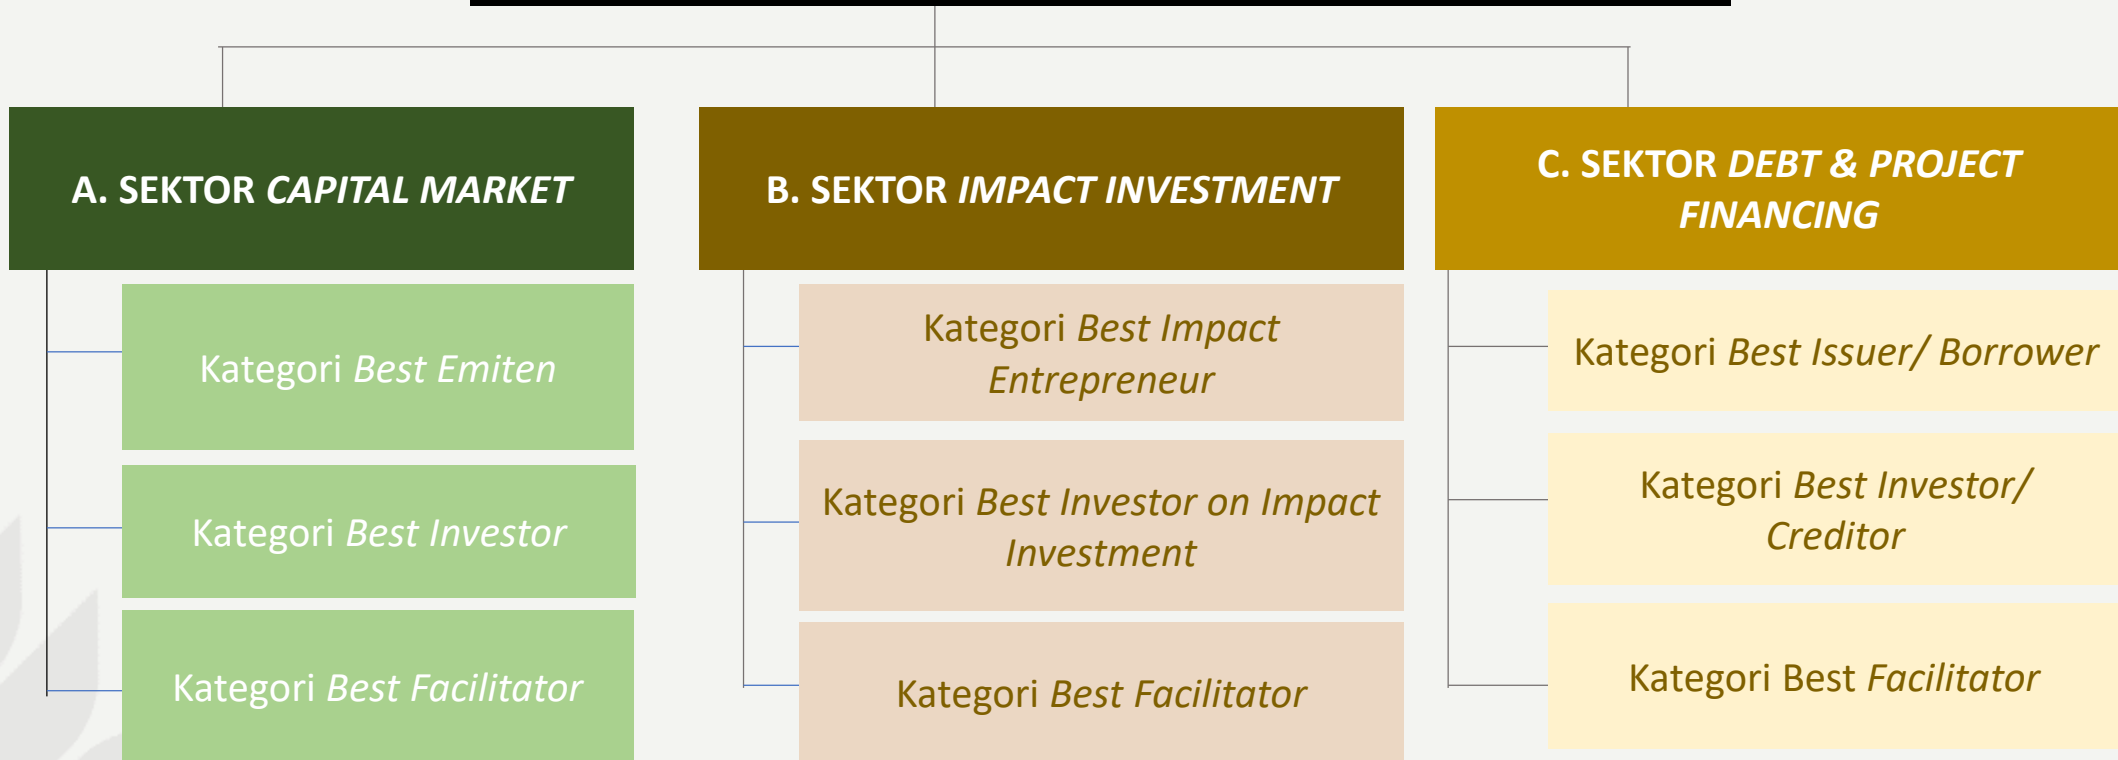 A. SEKTOR CAPITAL MARKET
Kategori Best Emiten
Kategori Best Investor
Kategori Best Facilitator
B. SEKTOR IMPACT INVESTMENT
Kategori Best Impact
Entrepreneur
Kategori Best Investor on Impact
Investment
Kategori Best Facilitator
C. SEKTOR DEBT & PROJECT
FINANCING
Kategori Best Issuer/ Borrower
Kategori Best Investor/
Creditor
Kategori Best Facilitator